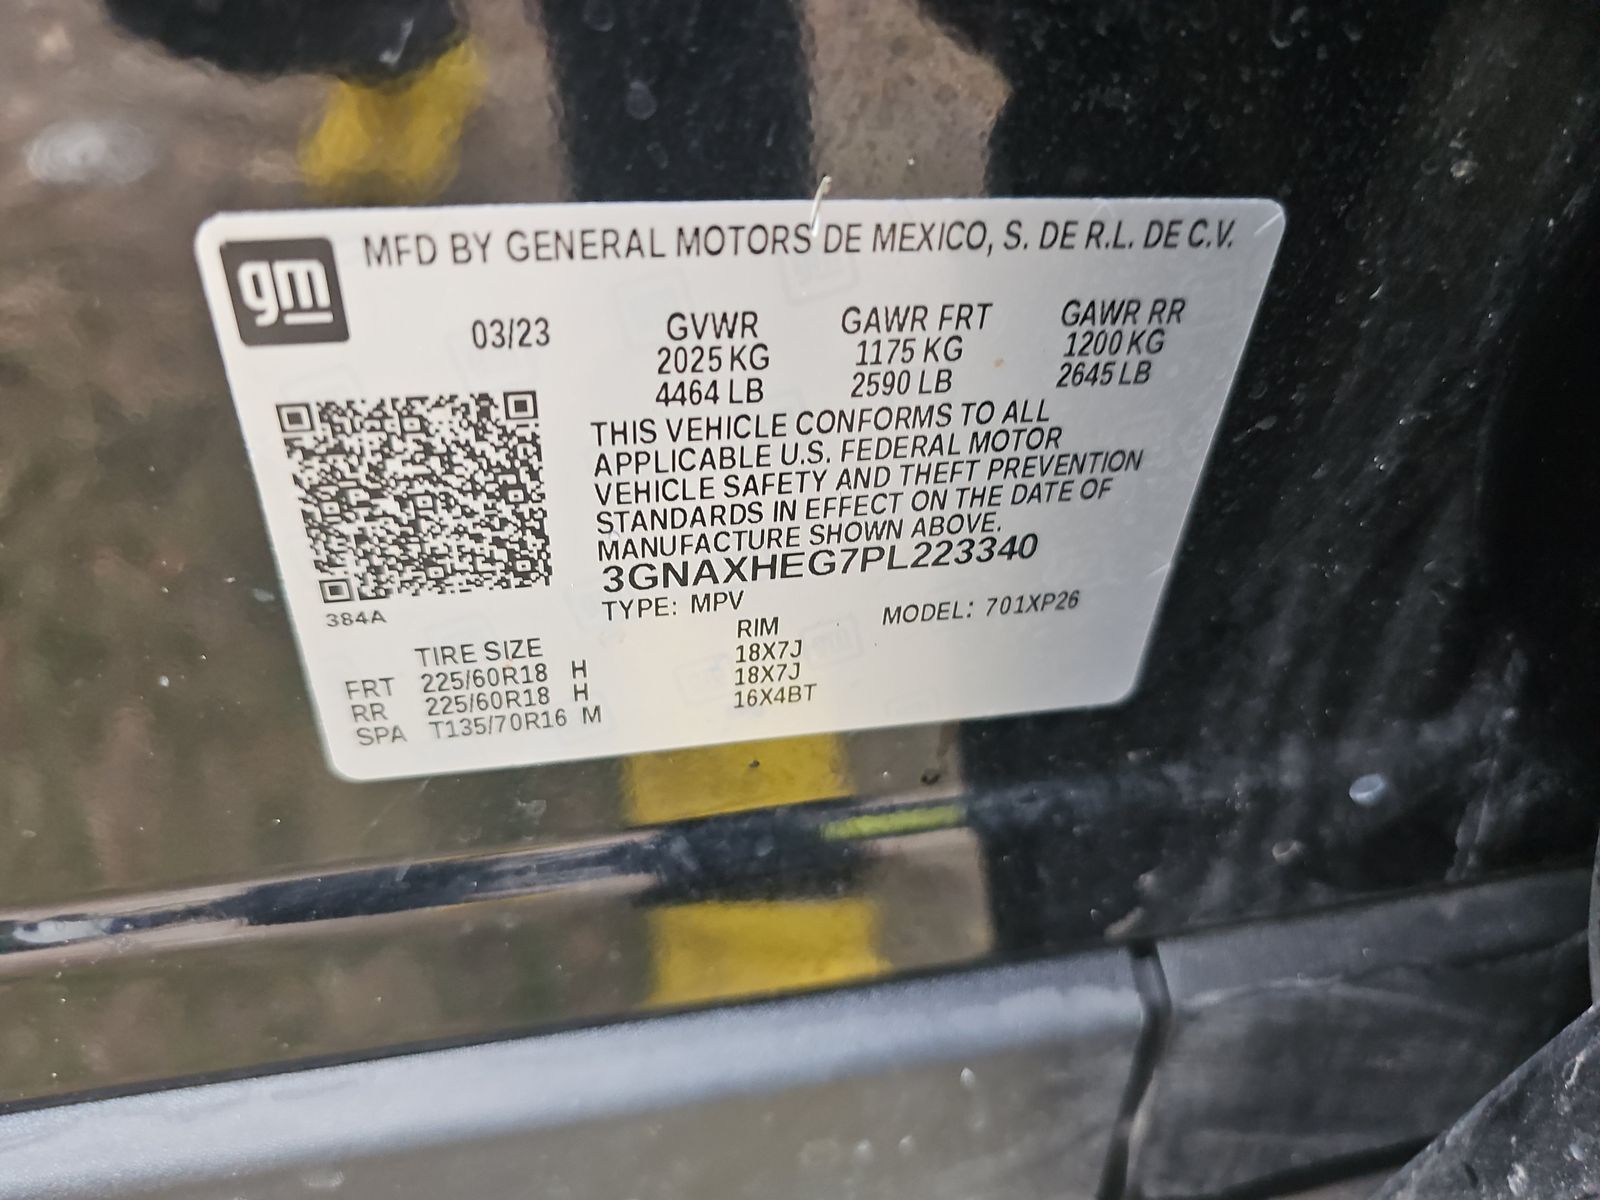 gm
MFD BY GENERAL MOTORS DE MEXICO, S. DE R.L. DE C.V.
03/23 GVWR GAWR FRT GAWR RR
2025 KG 1175 KG 1200 KG
4464 LB 2590 LB 2645 LB
THIS VEHICLE CONFORMS TO ALL
APPLICABLE U.S. FEDERAL MOTOR
VEHICLE SAFETY AND THEFT PREVENTION
STANDARDS IN EFFECT ON THE DATE OF
MANUFACTURE SHOWN ABOVE.
3GNAXHEG7PL223340
384A
TYPE: MPV MODEL: 701XP26
TIRE SIZE RIM
FRT 225/60R18 H 18X7J
RR 225/60R18 H 18X7J
SPA T135/70R16 M 16X4BT